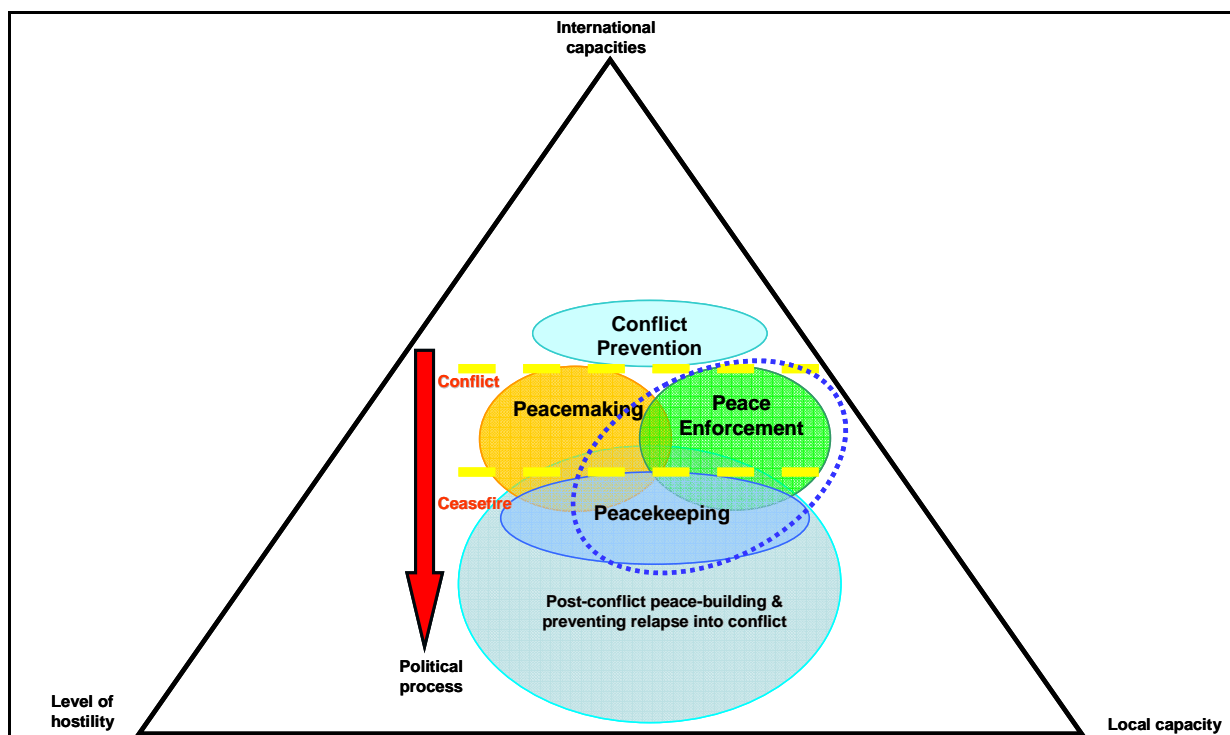 International
capacities
Conflict
Prevention
Conflict
Peacemaking
Peace
Enforcement
Ceasefire
Peacekeeping
Post-conflict peace-building &
preventing relapse into conflict
Political
process
Level of
hostility
Local capacity